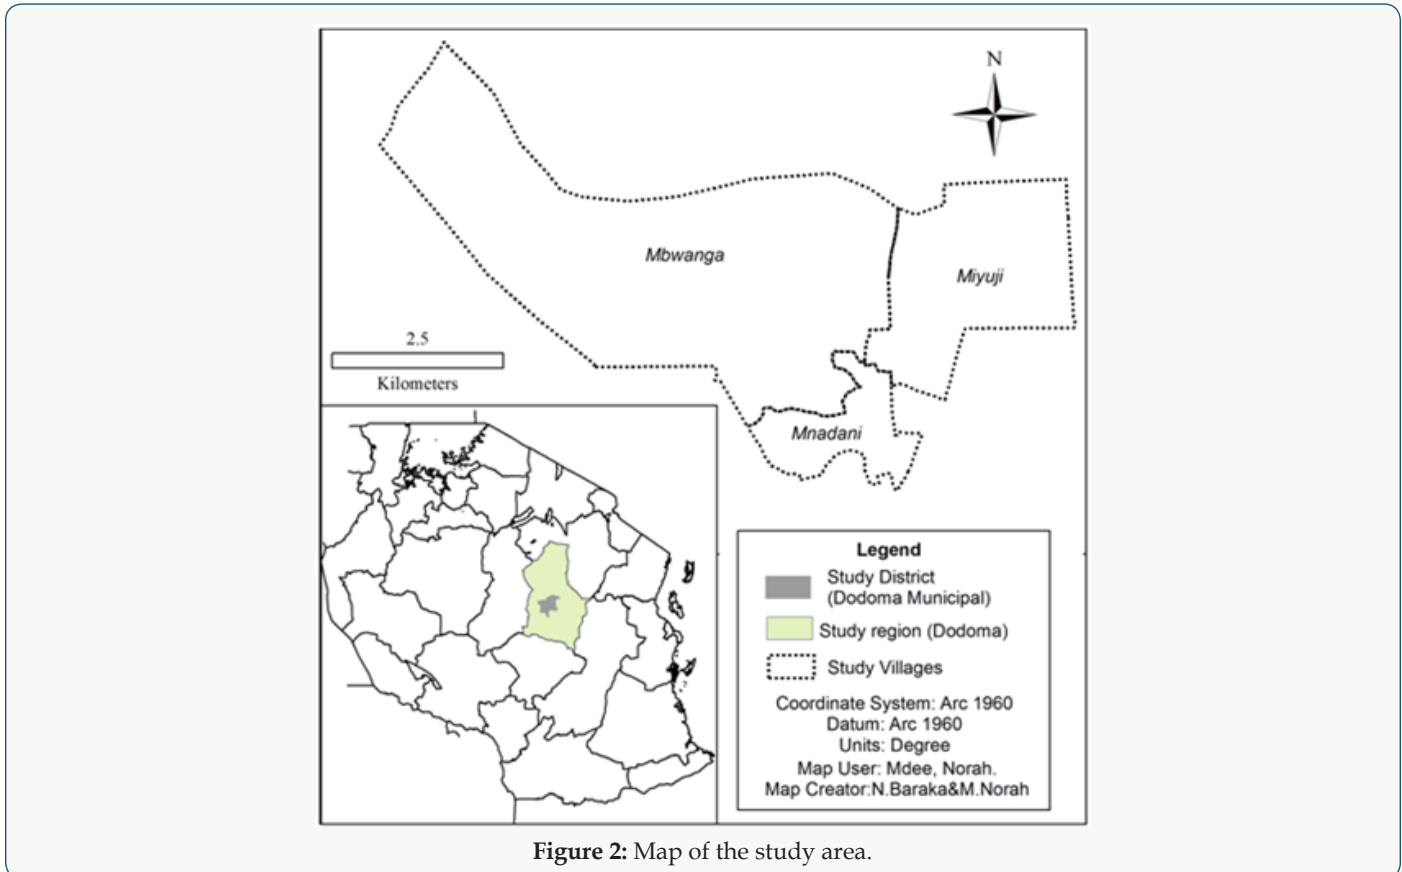 N
Mbwanga
Miyuji
2.5
Kilometers
Mnadani
Legend
Study District
(Dodoma Municipal)
Study region (Dodoma)
Study Villages
Coordinate System: Arc 1960
Datum: Arc 1960
Units: Degree
Map User: Mdee, Norah.
Map Creator:N.Baraka&M.Norah
Figure 2: Map of the study area.